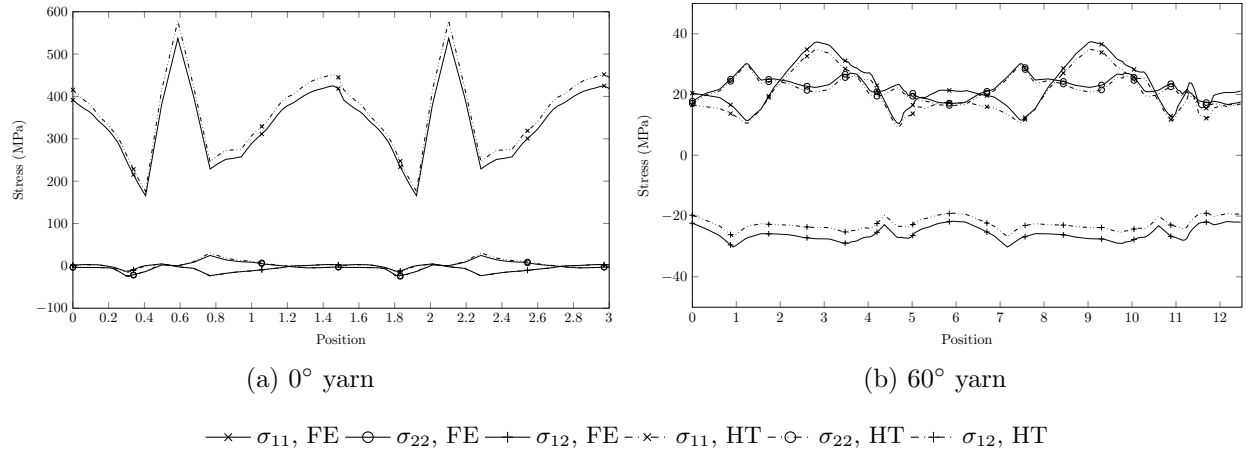 600
500
400
300
200
100
0
−100
Stress (MPa)
0 0.2 0.4 0.6 0.8 1 1.2 1.4 1.6 1.8 2 2.2 2.4 2.6 2.8 3
Position
(a) 0° yarn
40
20
0
−20
−40
Stress (MPa)
0 1 2 3 4 5 6 7 8 9 10 11 12
Position
(b) 60° yarn
σ11, FE σ22, FE σ12, FE σ11, HT σ22, HT σ12, HT